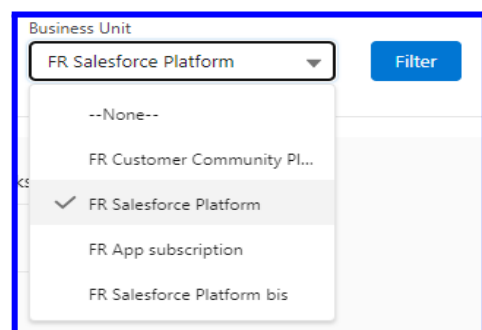 Business Unit
FR Salesforce Platform
Filter
--None--
FR Customer Community Pl...
ks
FR Salesforce Platform
FR App subscription
FR Salesforce Platform bis